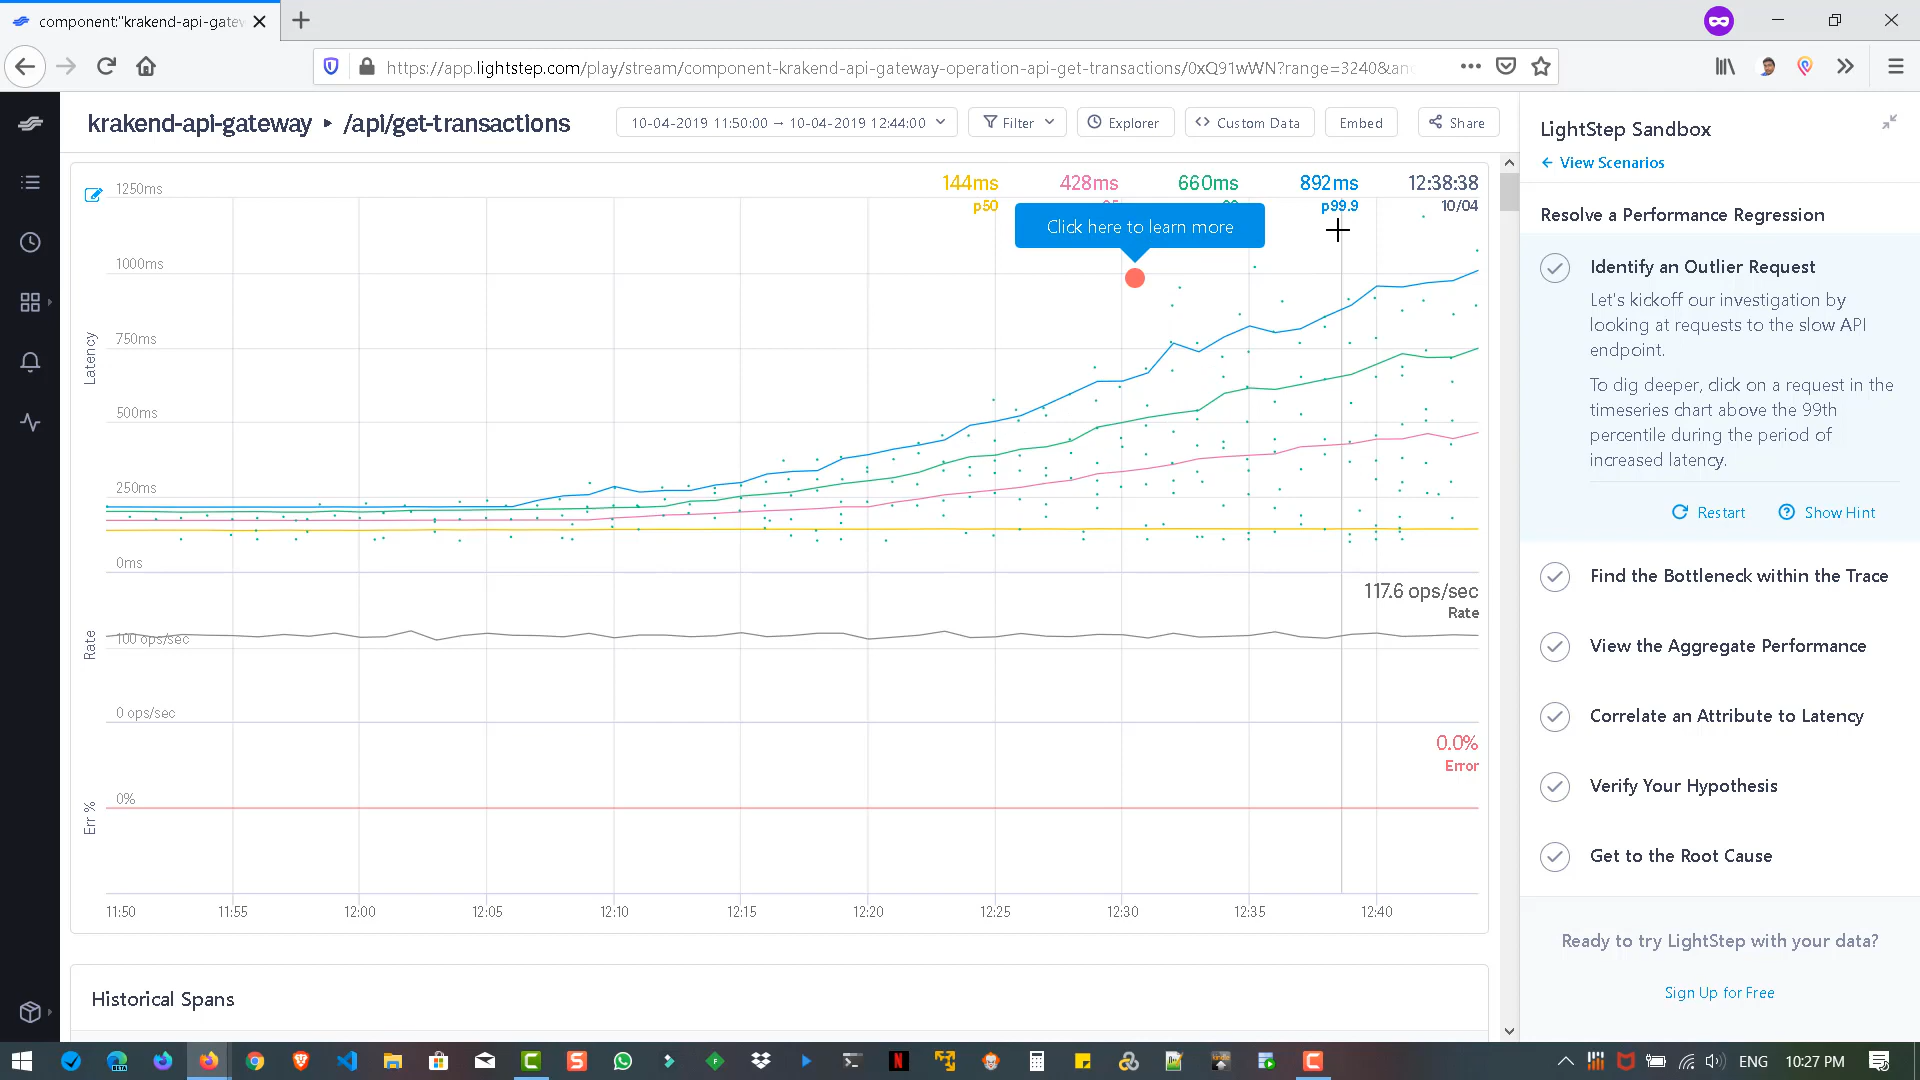 component:"krakend-api-gatew
https://app.lightstep.com/play/stream/component-krakend-api-gateway-operation-api-get-transactions/0xQ91wWN?range=3240&an
krakend-api-gateway ▸ /api/get-transactions
10-04-2019 11:50:00 → 10-04-2019 12:44:00
Filter
Explorer
Custom Data
Embed
Share
144ms
p50
428ms
660ms
892ms
p99.9
12:38:38
10/04
Click here to learn more
Latency
1250ms
1000ms
750ms
500ms
250ms
0ms
117.6 ops/sec
Rate
Rate
100 ops/sec
0 ops/sec
0.0%
Error
Err %
0%
11:50
11:55
12:00
12:05
12:10
12:15
12:20
12:25
12:30
12:35
12:40
Historical Spans
LightStep Sandbox
← View Scenarios
Resolve a Performance Regression
Identify an Outlier Request
Let's kickoff our investigation by
looking at requests to the slow API
endpoint.
To dig deeper, click on a request in the
timeseries chart above the 99th
percentile during the period of
increased latency.
Restart
Show Hint
Find the Bottleneck within the Trace
View the Aggregate Performance
Correlate an Attribute to Latency
Verify Your Hypothesis
Get to the Root Cause
Ready to try LightStep with your data?
Sign Up for Free
ENG
10:27 PM